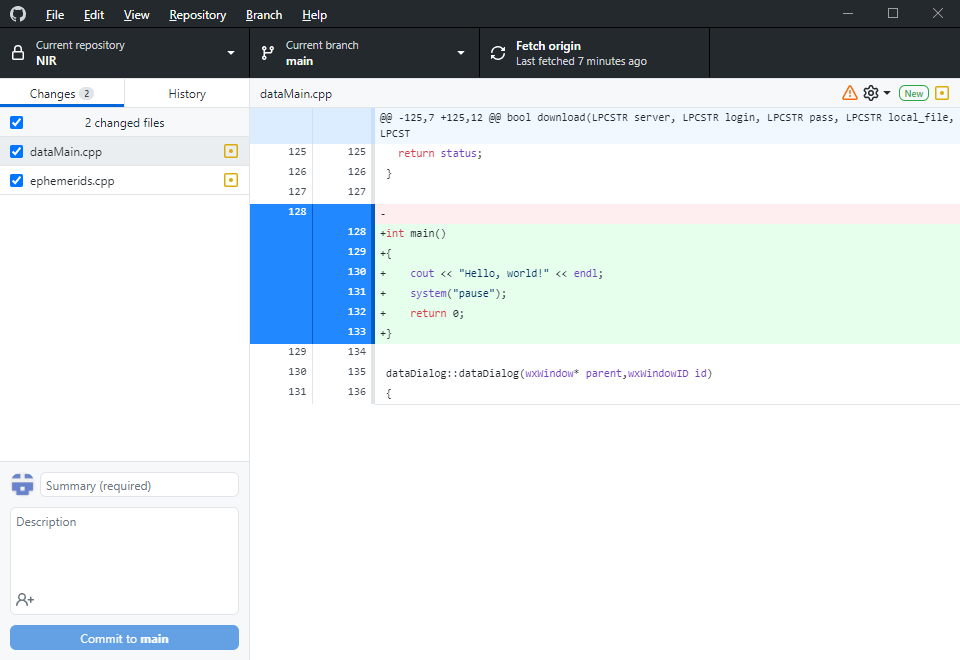 File Edit View Repository Branch Help
Current repository
NIR
Current branch
main
Fetch origin
Last fetched 7 minutes ago
Changes 2
History
dataMain.cpp
New
2 changed files
dataMain.cpp
ephemerids.cpp
@@ -125,7 +125,12 @@ bool download(LPCSTR server, LPCSTR login, LPCSTR pass, LPCSTR local_file,
LPCST
125 125 return status;
126 126 }
127 127
128 -
128 +int main()
129 +{
130 + cout << "Hello, world!" << endl;
131 + system("pause");
132 + return 0;
133 +}
129 134
130 135 dataDialog::dataDialog(wxWindow* parent,wxWindowID id)
131 136 {
Summary (required)
Description
Commit to main